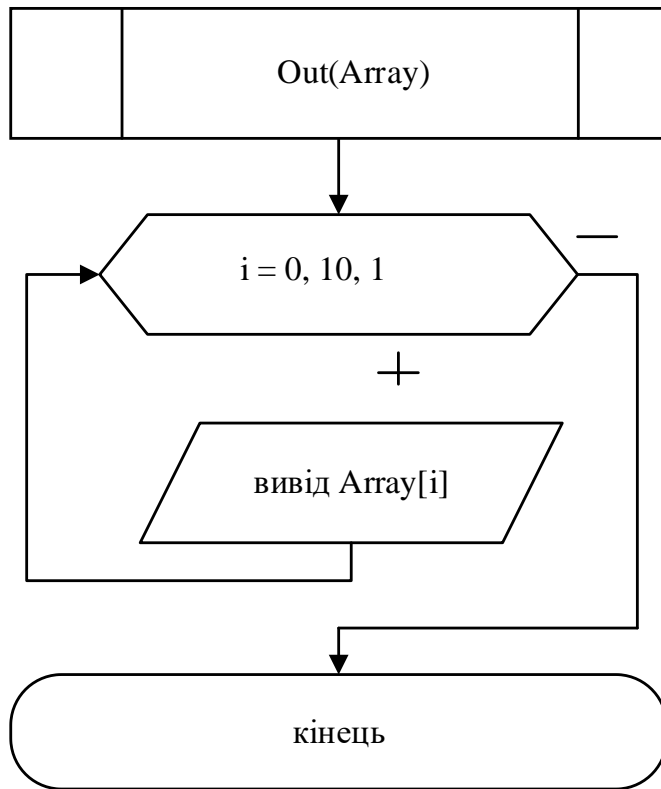 Out(Array)
i = 0, 10, 1
—
+
вивід Array[i]
кінець